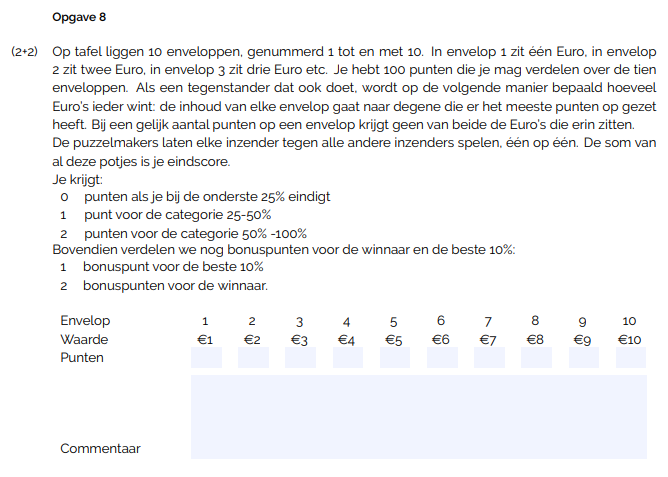 Opgave 8
(2+2) Op tafel liggen 10 enveloppen, genummerd 1 tot en met 10. In envelop 1 zit één Euro, in envelop
2 zit twee Euro, in envelop 3 zit drie Euro etc. Je hebt 100 punten die je mag verdelen over de tien
enveloppen. Als een tegenstander dat ook doet, wordt op de volgende manier bepaald hoeveel
Euro's ieder wint: de inhoud van elke envelop gaat naar degene die er het meeste punten op gezet
heeft. Bij een gelijk aantal punten op een envelop krijgt geen van beide de Euro's die erin zitten.
De puzzelmakers laten elke inzender tegen alle andere inzenders spelen, één op één. De som van
al deze potjes is je eindscore.
Je krijgt:
0 punten als je bij de onderste 25% eindigt
1 punt voor de categorie 25-50%
2 punten voor de categorie 50% -100%
Bovendien verdelen we nog bonuspunten voor de winnaar en de beste 10%:
1 bonuspunt voor de beste 10%
2 bonuspunten voor de winnaar.
Envelop 1 2 3 4 5 6 7 8 9 10
Waarde €1 €2 €3 €4 €5 €6 €7 €8 €9 €10
Punten
Commentaar